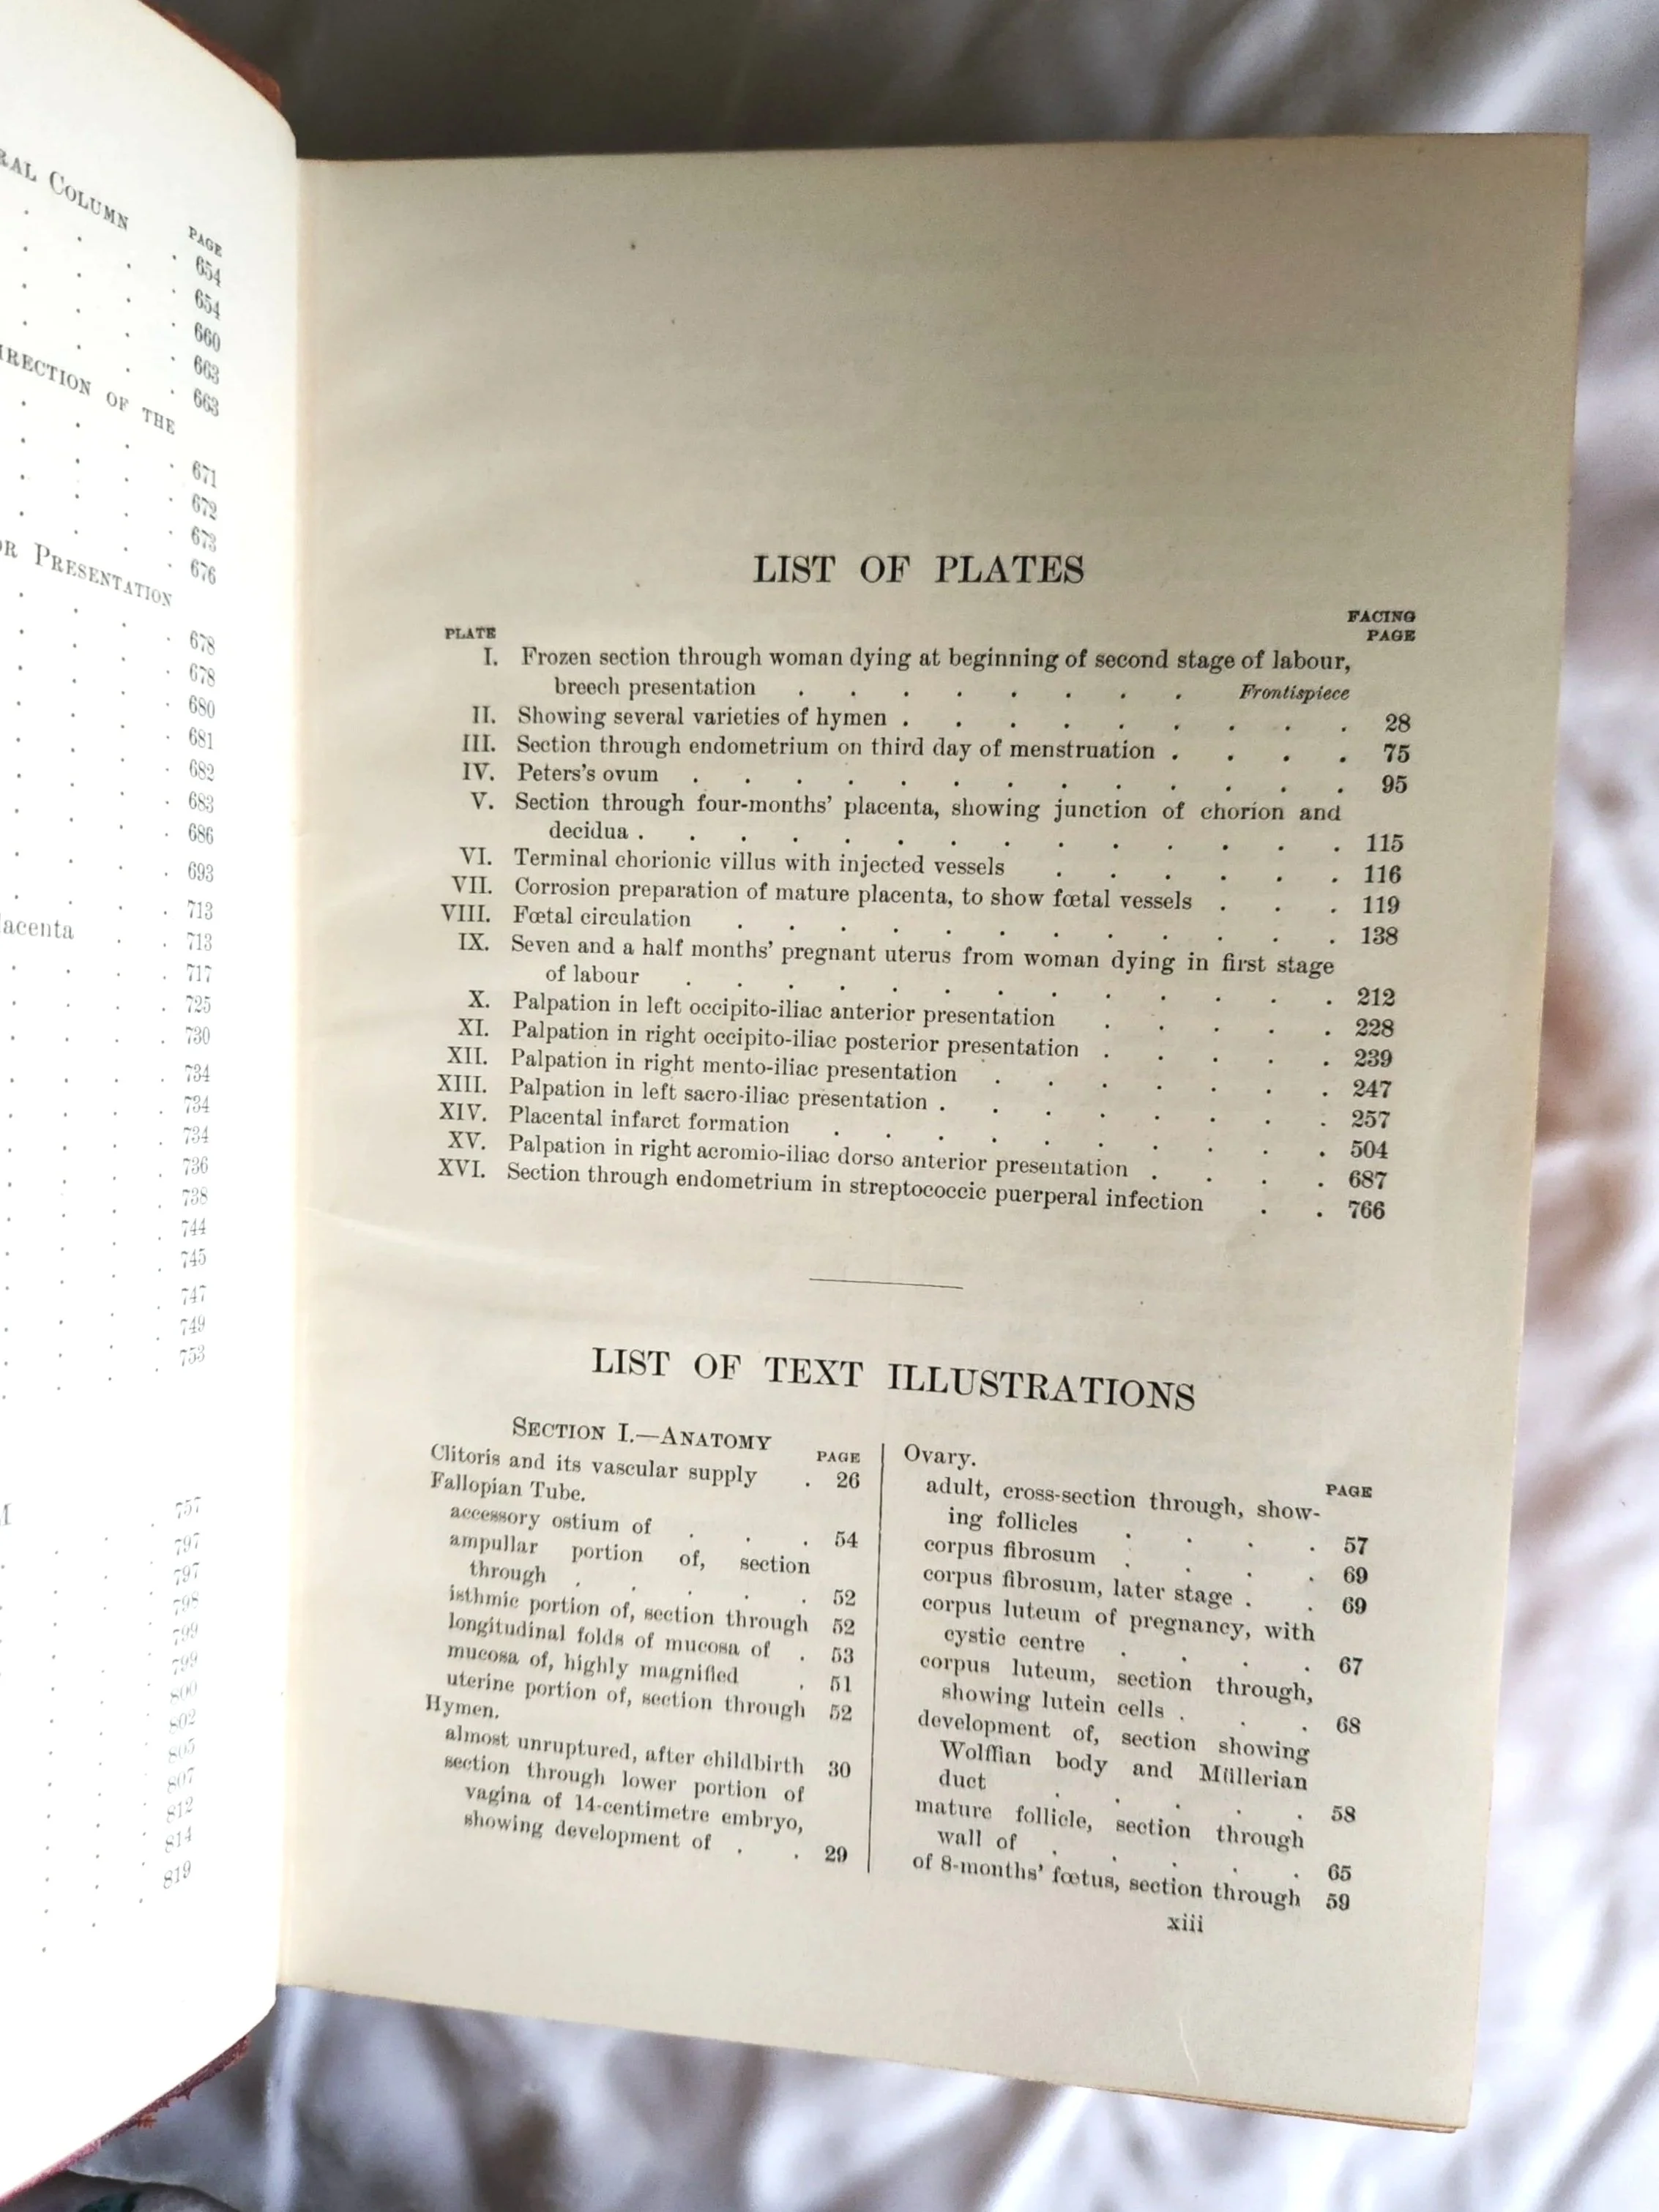 COLUMN
PAGE
654
654
660
663
663
OF THE
671
672
673
676
PRESENTATION
678
678
680
681
682
683
686
693
713
713
717
725
730
734
734
734
736
738
744
745
747
749
753
757
797
797
798
799
799
800
802
805
807
812
814
819
LIST OF PLATES
PLATE FACING PAGE
I. Frozen section through woman dying at beginning of second stage of labour,
breech presentation . . . . . . . . Frontispiece
II. Showing several varieties of hymen . . . . . . . . . 28
III. Section through endometrium on third day of menstruation . . . . 75
IV. Peters's ovum . . . . . . . . . . . . . 95
V. Section through four-months' placenta, showing junction of chorion and
decidua . . . . . . . . . . . . . . 115
VI. Terminal chorionic villus with injected vessels . . . . . . 116
VII. Corrosion preparation of mature placenta, to show fœtal vessels . . . 119
VIII. Fœtal circulation . . . . . . . . . . . . 138
IX. Seven and a half months' pregnant uterus from woman dying in first stage
of labour . . . . . . . . . . . . . 212
X. Palpation in left occipito-iliac anterior presentation . . . . . 228
XI. Palpation in right occipito-iliac posterior presentation . . . . . 239
XII. Palpation in right mento-iliac presentation . . . . . . . 247
XIII. Palpation in left sacro-iliac presentation . . . . . . . . 257
XIV. Placental infarct formation . . . . . . . . . . 504
XV. Palpation in right acromio-iliac dorso anterior presentation . . . . 687
XVI. Section through endometrium in streptococcic puerperal infection . . 766
LIST OF TEXT ILLUSTRATIONS
SECTION I.—ANATOMY
PAGE
Clitoris and its vascular supply . 26
Fallopian Tube.
accessory ostium of . . . 54
ampullar portion of, section
through . . . . . 52
isthmic portion of, section through 52
longitudinal folds of mucosa of . 53
mucosa of, highly magnified . 51
uterine portion of, section through 52
Hymen.
almost unruptured, after childbirth 30
section through lower portion of
vagina of 14-centimetre embryo,
showing development of . . 29
Ovary.
PAGE
adult, cross-section through, show-
ing follicles . . . . 57
corpus fibrosum . . . . 69
corpus fibrosum, later stage . . 69
corpus luteum of pregnancy, with
cystic centre . . . . 67
corpus luteum, section through,
showing lutein cells . . . 68
development of, section showing
Wolffian body and Müllerian
duct . . . . . 58
mature follicle, section through
wall of . . . . . 65
of 8-months' fœtus, section through 59
xiii